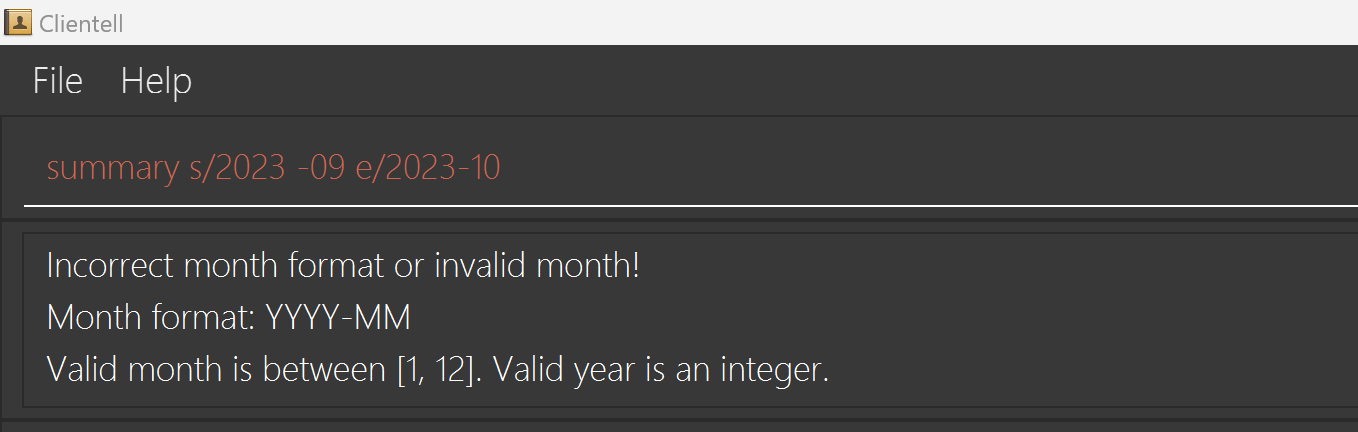 Clientell
File Help
summary s/2023 -09 e/2023-10
Incorrect month format or invalid month!
Month format: YYYY-MM
Valid month is between [1, 12]. Valid year is an integer.